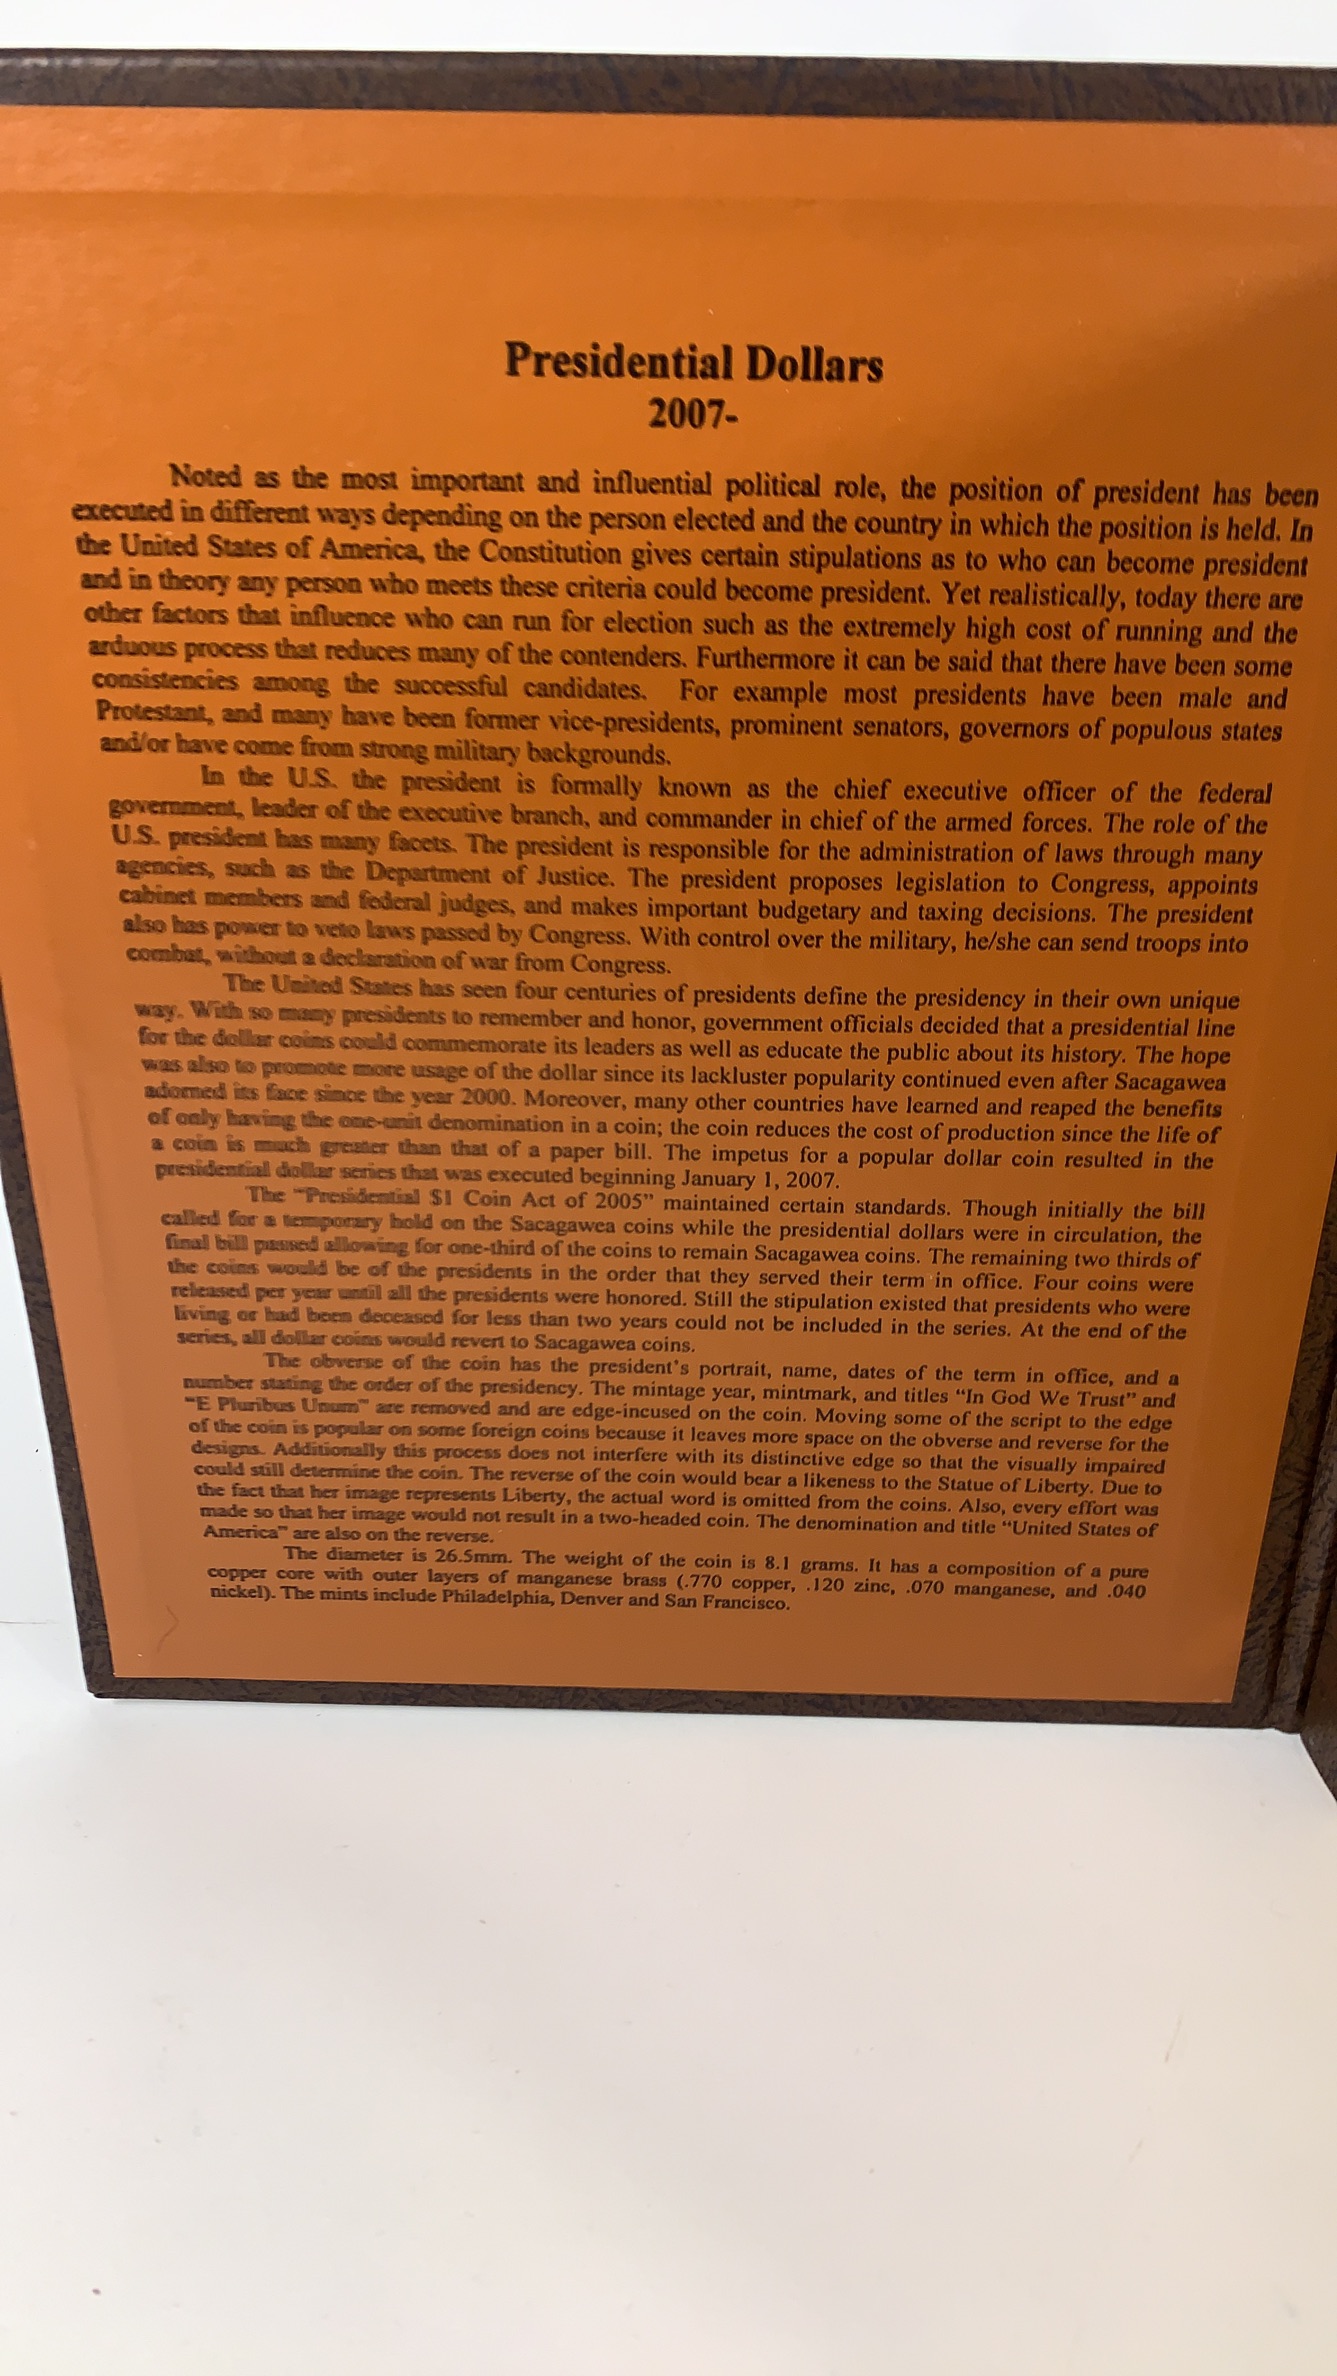 Presidential Dollars
2007-
Noted as the most important and influential political role, the position of president has been
executed in different ways depending on the person elected and the country in which the position is held. In
the United States of America, the Constitution gives certain stipulations as to who can become president
and in theory any person who meets these criteria could become president. Yet realistically, today there are
other factors that influence who can run for election such as the extremely high cost of running and the
arduous process that reduces many of the contenders. Furthermore it can be said that there have been some
consistencies among the successful candidates. For example most presidents have been male and
Protestant, and many have been former vice-presidents, prominent senators, governors of populous states
and/or have come from strong military backgrounds.
In the U.S. the president is formally known as the chief executive officer of the federal
government, leader of the executive branch, and commander in chief of the armed forces. The role of the
U.S. president has many facets. The president is responsible for the administration of laws through many
agencies, such as the Department of Justice. The president proposes legislation to Congress, appoints
cabinet members and federal judges, and makes important budgetary and taxing decisions. The president
also has power to veto laws passed by Congress. With control over the military, he/she can send troops into
combat, without a declaration of war from Congress.
The United States has seen four centuries of presidents define the presidency in their own unique
way. With so many presidents to remember and honor, government officials decided that a presidential line
for the dollar coins could commemorate its leaders as well as educate the public about its history. The hope
was also to promote more usage of the dollar since its lackluster popularity continued even after Sacagawea
adorned its face since the year 2000. Moreover, many other countries have learned and reaped the benefits
of only having the one-unit denomination in a coin; the coin reduces the cost of production since the life of
a coin is much greater than that of a paper bill. The impetus for a popular dollar coin resulted in the
presidential dollar series that was executed beginning January 1, 2007.
The "Presidential $1 Coin Act of 2005" maintained certain standards. Though initially the bill
called for a temporary hold on the Sacagawea coins while the presidential dollars were in circulation, the
final bill passed allowing for one-third of the coins to remain Sacagawea coins. The remaining two thirds of
the coins would be of the presidents in the order that they served their term in office. Four coins were
released per year until all the presidents were honored. Still the stipulation existed that presidents who were
living or had been deceased for less than two years could not be included in the series. At the end of the
series, all dollar coins would revert to Sacagawea coins.
The obverse of the coin has the president's portrait, name, dates of the term in office, and a
number stating the order of the presidency. The mintage year, mintmark, and titles "In God We Trust" and
"E Pluribus Unum" are removed and are edge-incused on the coin. Moving some of the script to the edge
of the coin is popular on some foreign coins because it leaves more space on the obverse and reverse for the
designs. Additionally this process does not interfere with its distinctive edge so that the visually impaired
could still determine the coin. The reverse of the coin would bear a likeness to the Statue of Liberty. Due to
the fact that her image represents Liberty, the actual word is omitted from the coins. Also, every effort was
made so that her image would not result in a two-headed coin. The denomination and title "United States of
America" are also on the reverse.
The diameter is 26.5mm. The weight of the coin is 8.1 grams. It has a composition of a pure
copper core with outer layers of manganese brass (.770 copper, .120 zinc, .070 manganese, and .040
nickel). The mints include Philadelphia, Denver and San Francisco.